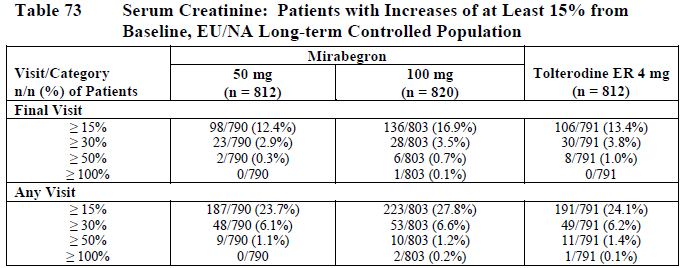 Table 73 Serum Creatinine: Patients with Increases of at Least 15% from
Baseline, EU/NA Long-term Controlled Population
Mirabegron
Visit/Category 50 mg 100 mg Tolterodine ER 4 mg
n/n (%) of Patients (n = 812) (n = 820) (n = 812)
Final Visit
≥ 15% 98/790 (12.4%) 136/803 (16.9%) 106/791 (13.4%)
≥ 30% 23/790 (2.9%) 28/803 (3.5%) 30/791 (3.8%)
≥ 50% 2/790 (0.3%) 6/803 (0.7%) 8/791 (1.0%)
≥ 100% 0/790 1/803 (0.1%) 0/791
Any Visit
≥ 15% 187/790 (23.7%) 223/803 (27.8%) 191/791 (24.1%)
≥ 30% 48/790 (6.1%) 53/803 (6.6%) 49/791 (6.2%)
≥ 50% 9/790 (1.1%) 10/803 (1.2%) 11/791 (1.4%)
≥ 100% 0/790 2/803 (0.2%) 1/791 (0.1%)